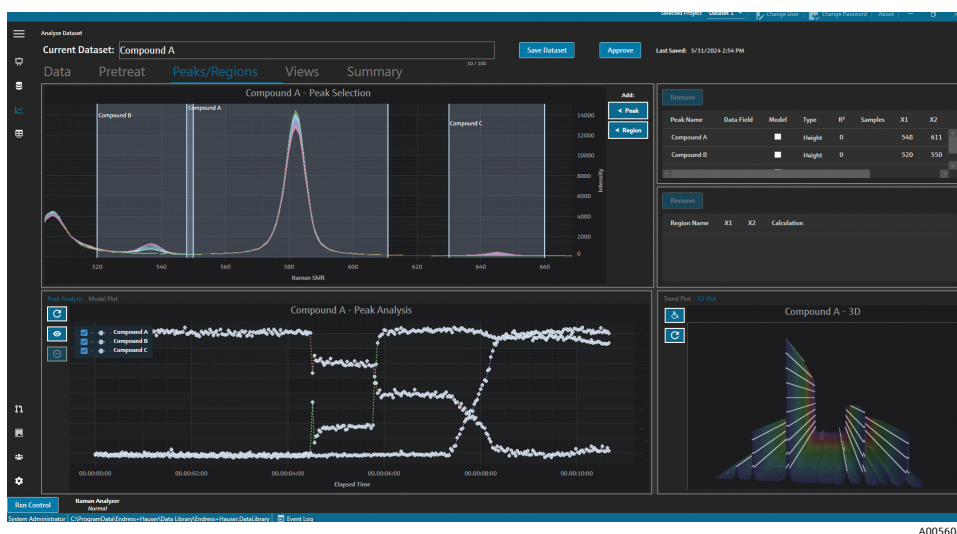 Selected Project Dataset 1 Change User Change Password About
Analyze Dataset
Current Dataset: Compound A Save Dataset Approve Last Saved: 5/31/2024 2:54 PM
10 / 100
Data Pretreat Peaks/Regions Views Summary
Compound A - Peak Selection
Compound B
Compound A
Compound C
14000
12000
10000
8000
6000
4000
2000
0
Intensity
520 540 560 580 600 620 640 660
Raman Shift
Add:
Peak
Region
Remove
Peak Name Data Field Model Type R² Samples X1 X2
Compound A Height 0 548 611
Compound B Height 0 520 550
Remove
Region Name X1 X2 Calculation
Peak Analysis Model Plot
Compound A - Peak Analysis
Compound A
Compound B
Compound C
00.00:00:00 00.00:02:00 00.00:04:00 00.00:06:00 00.00:08:00 00.00:10:00
Elapsed Time
Trend Plot 3D Plot
Compound A - 3D
Rxn Control
Raman Analyzer
Normal
System Administrator C:\ProgramData\Endress+Hauser\Data Library\Endress+Hauser.DataLibrary Event Log
A00560